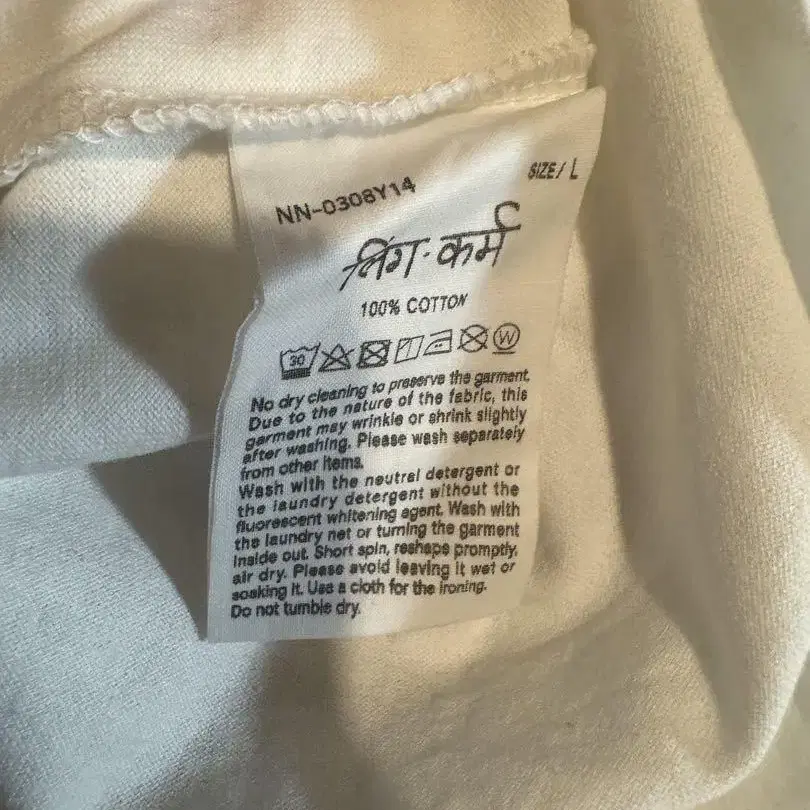 NN-0308Y14
SIZE/ L
कर्म
100% COTTON
30 W
No dry cleaning to preserve the garment.
Due to the nature of the fabric, this
garment may wrinkle or shrink slightly
after washing. Please wash separately
from other items.
Wash with the neutral detergent or
the laundry detergent without the
fluorescent whitening agent. Wash with
the laundry net or turning the garment
inside out. Short spin, reshape promptly,
air dry. Please avoid leaving it wet or
soaking it. Use a cloth for the ironing.
Do not tumble dry.